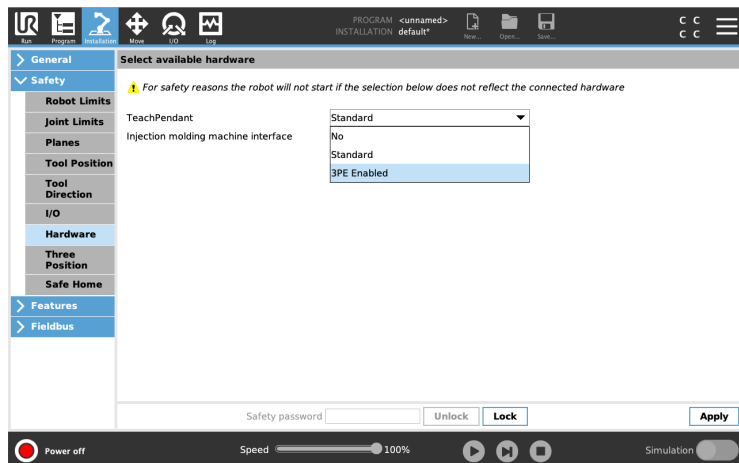 UR
PROGRAM <unnamed>
INSTALLATION default*
C C
C C
Run Program Installation Move I/O Log New... Open... Save...
General
Safety
Robot Limits
Joint Limits
Planes
Tool Position
Tool
Direction
I/O
Hardware
Three
Position
Safe Home
Features
Fieldbus
Select available hardware
For safety reasons the robot will not start if the selection below does not reflect the connected hardware
TeachPendant Standard
Injection molding machine interface No
Standard
3PE Enabled
Safety password Unlock Lock Apply
Power off Speed 100% Simulation